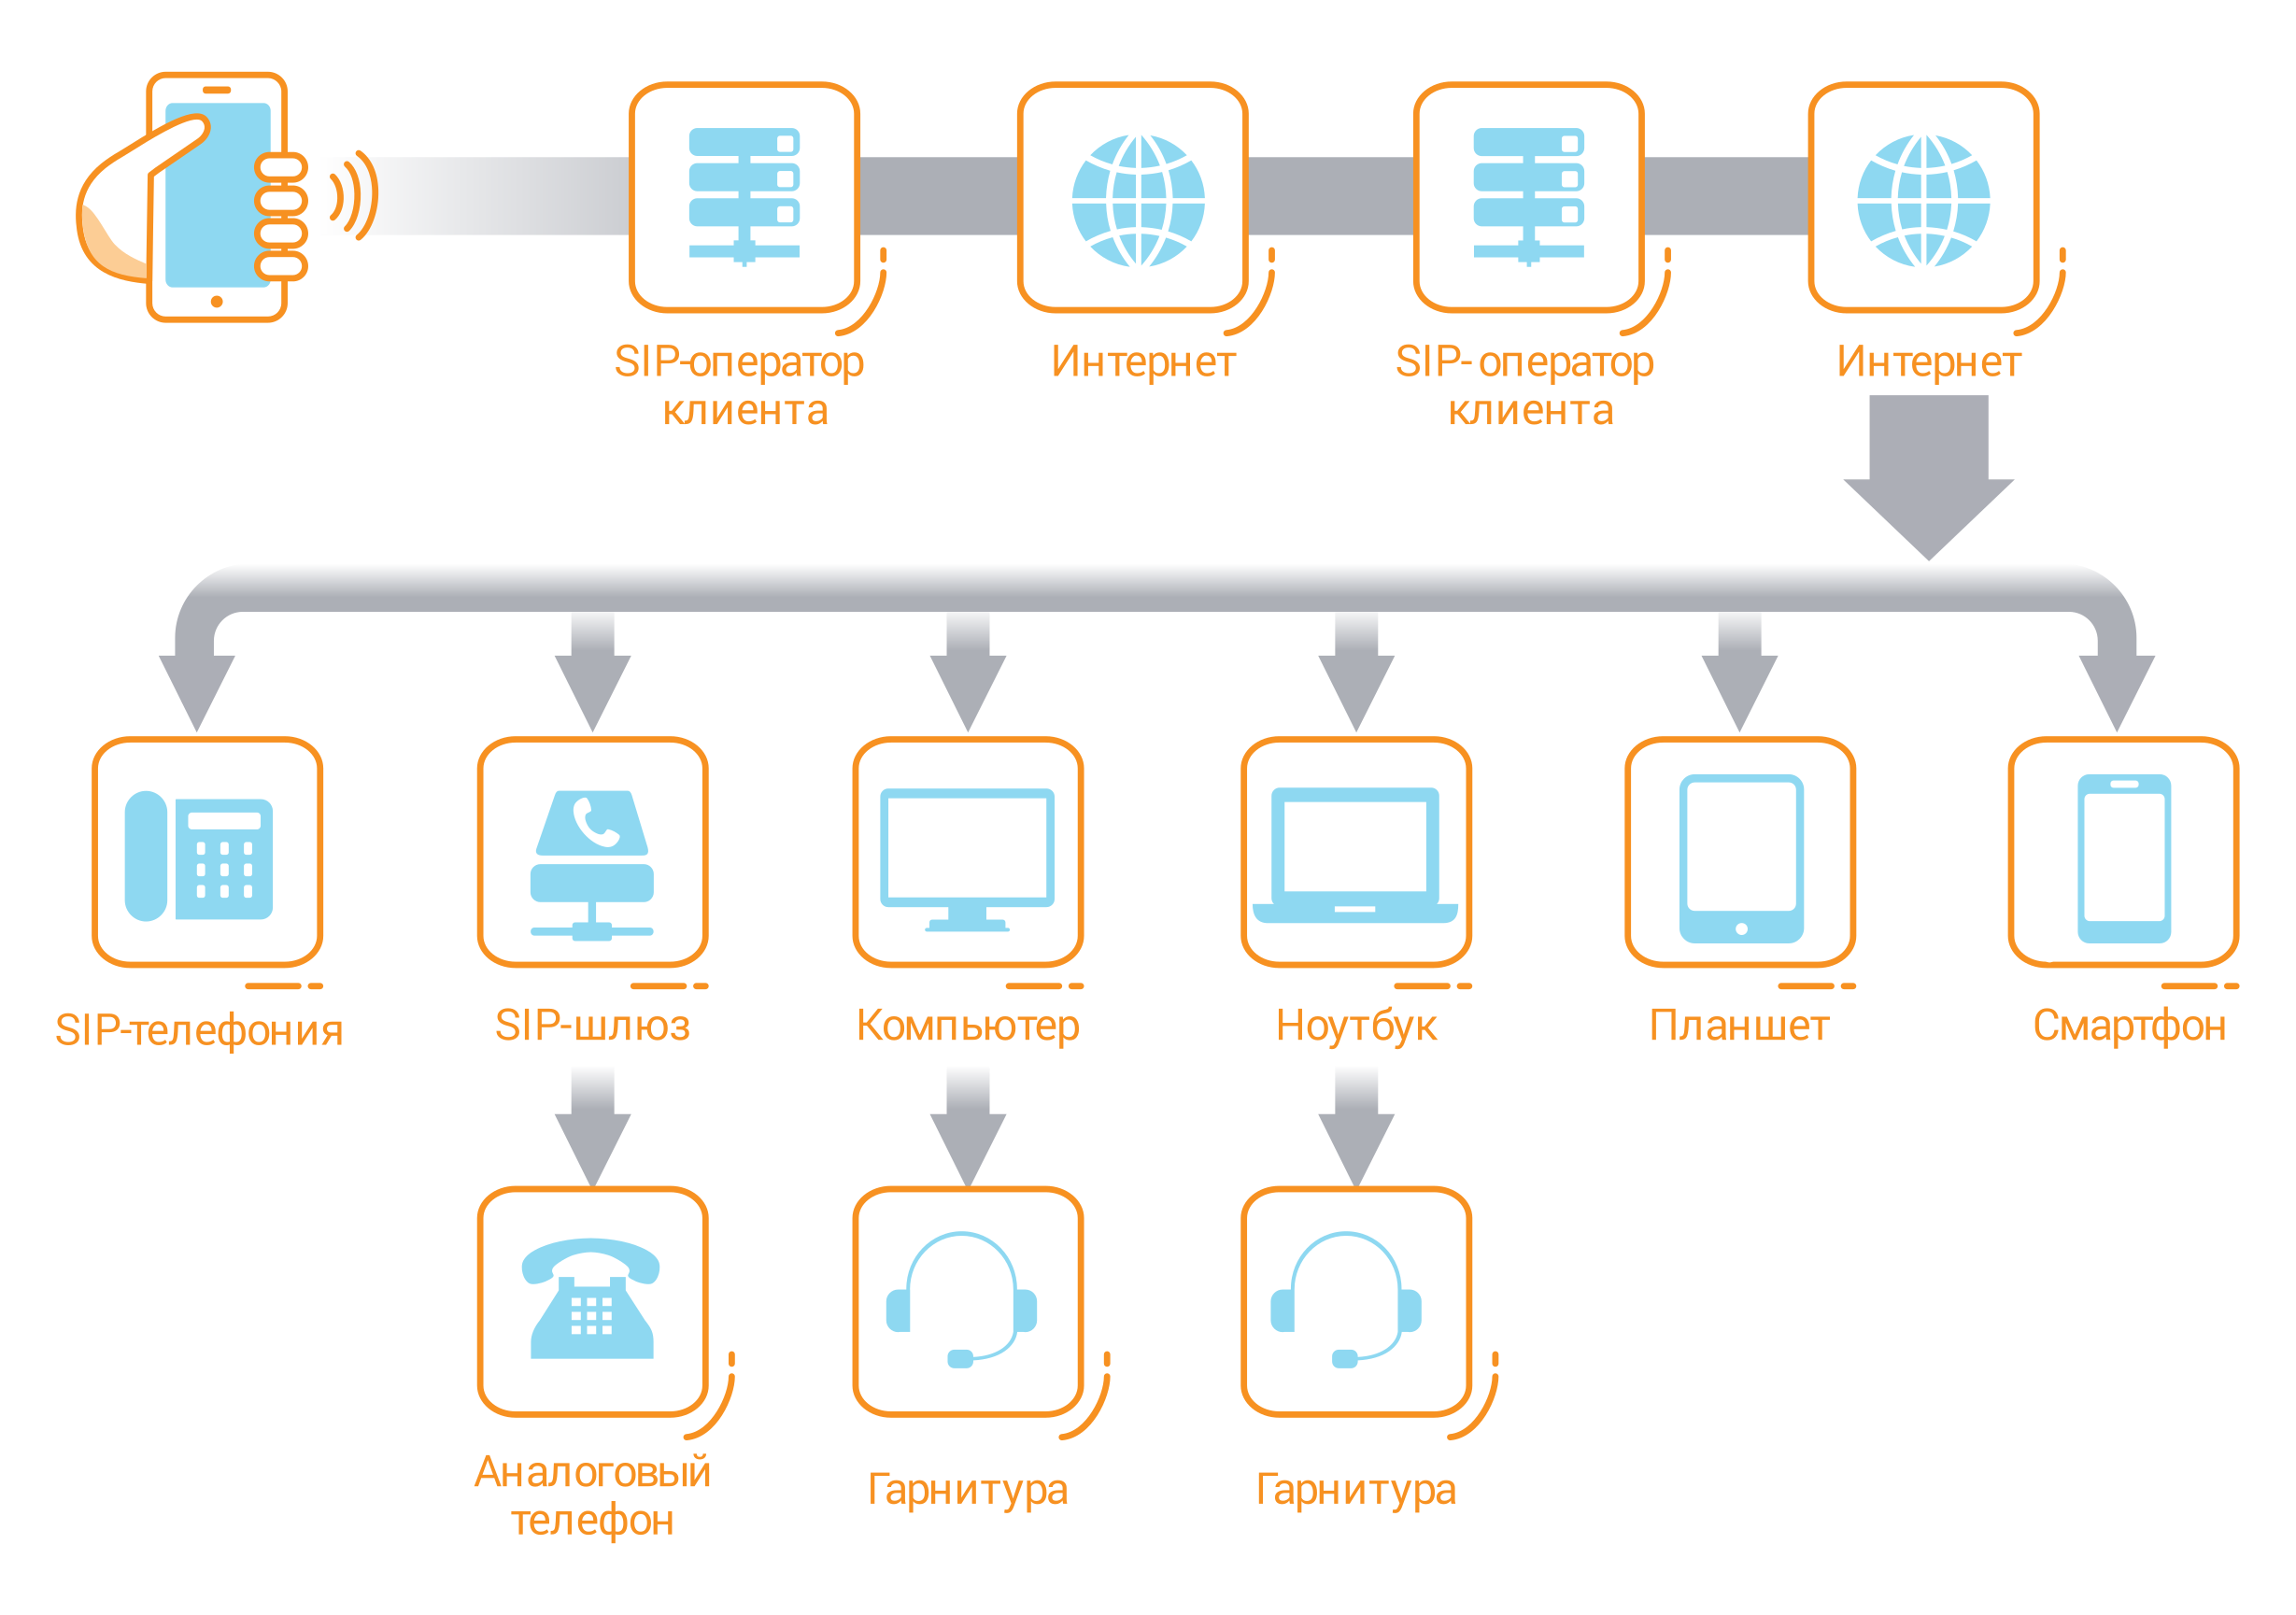 SIP-оператор
клиента
Интернет
SIP-оператор
клиента
Интернет
SIP-телефония
SIP-шлюз
Компьютер
Ноутбук
Планшет
Смартфон
Аналоговый
телефон
Гарнитура
Гарнитура